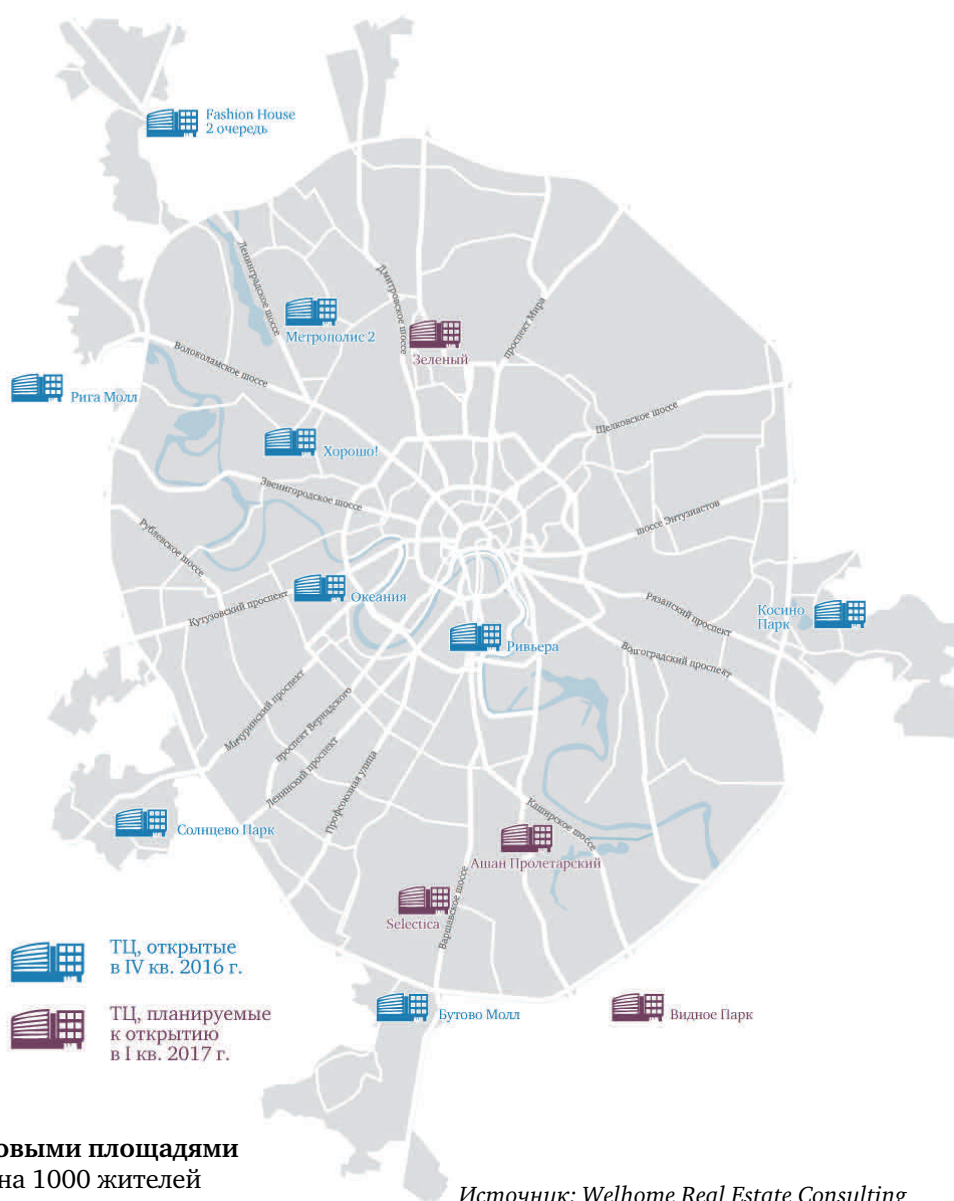 Fashion House
2 очередь
Ленинградское шоссе
Дмитровское шоссе
проспект Мира
Метрополис 2
Зеленый
Волоколамское шоссе
Рига Молл
Щелковское шоссе
Хорошо!
Звенигородское шоссе
шоссе Энтузиастов
Рублевское шоссе
Океания
Кутузовский проспект
Рязанский проспект
Косино
Парк
Ривьера
Волгоградский проспект
Мичуринский проспект
проспект Вернадского
Ленинский проспект
Профсоюзная улица
Солнцево Парк
Каширское шоссе
Ашан Пролетарский
Варшавское шоссе
Selectica
ТЦ, открытые
в IV кв. 2016 г.
Бутово Молл
Видное Парк
ТЦ, планируемые
к открытию
в I кв. 2017 г.
овыми площадями
на 1000 жителей
Источник: Welhome Real Estate Consulting